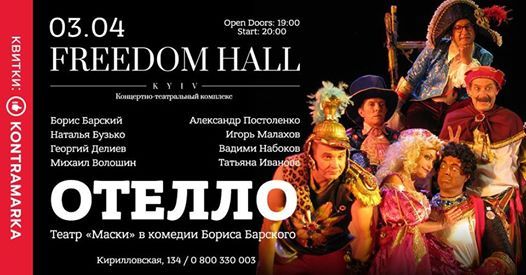 КВИТКИ: KONTRAMARKA
03.04
Open Doors: 19:00
Start: 20:00
FREEDOM HALL
KYIV
Концертно-театральный комплекс
Борис Барский
Наталья Бузько
Георгий Делиев
Михаил Волошин
Александр Постоленко
Игорь Малахов
Вадими Набоков
Татьяна Иванова
ОТЕЛЛО
Театр «Маски» в комедии Бориса Барского
Кирилловская, 134 / 0 800 330 003